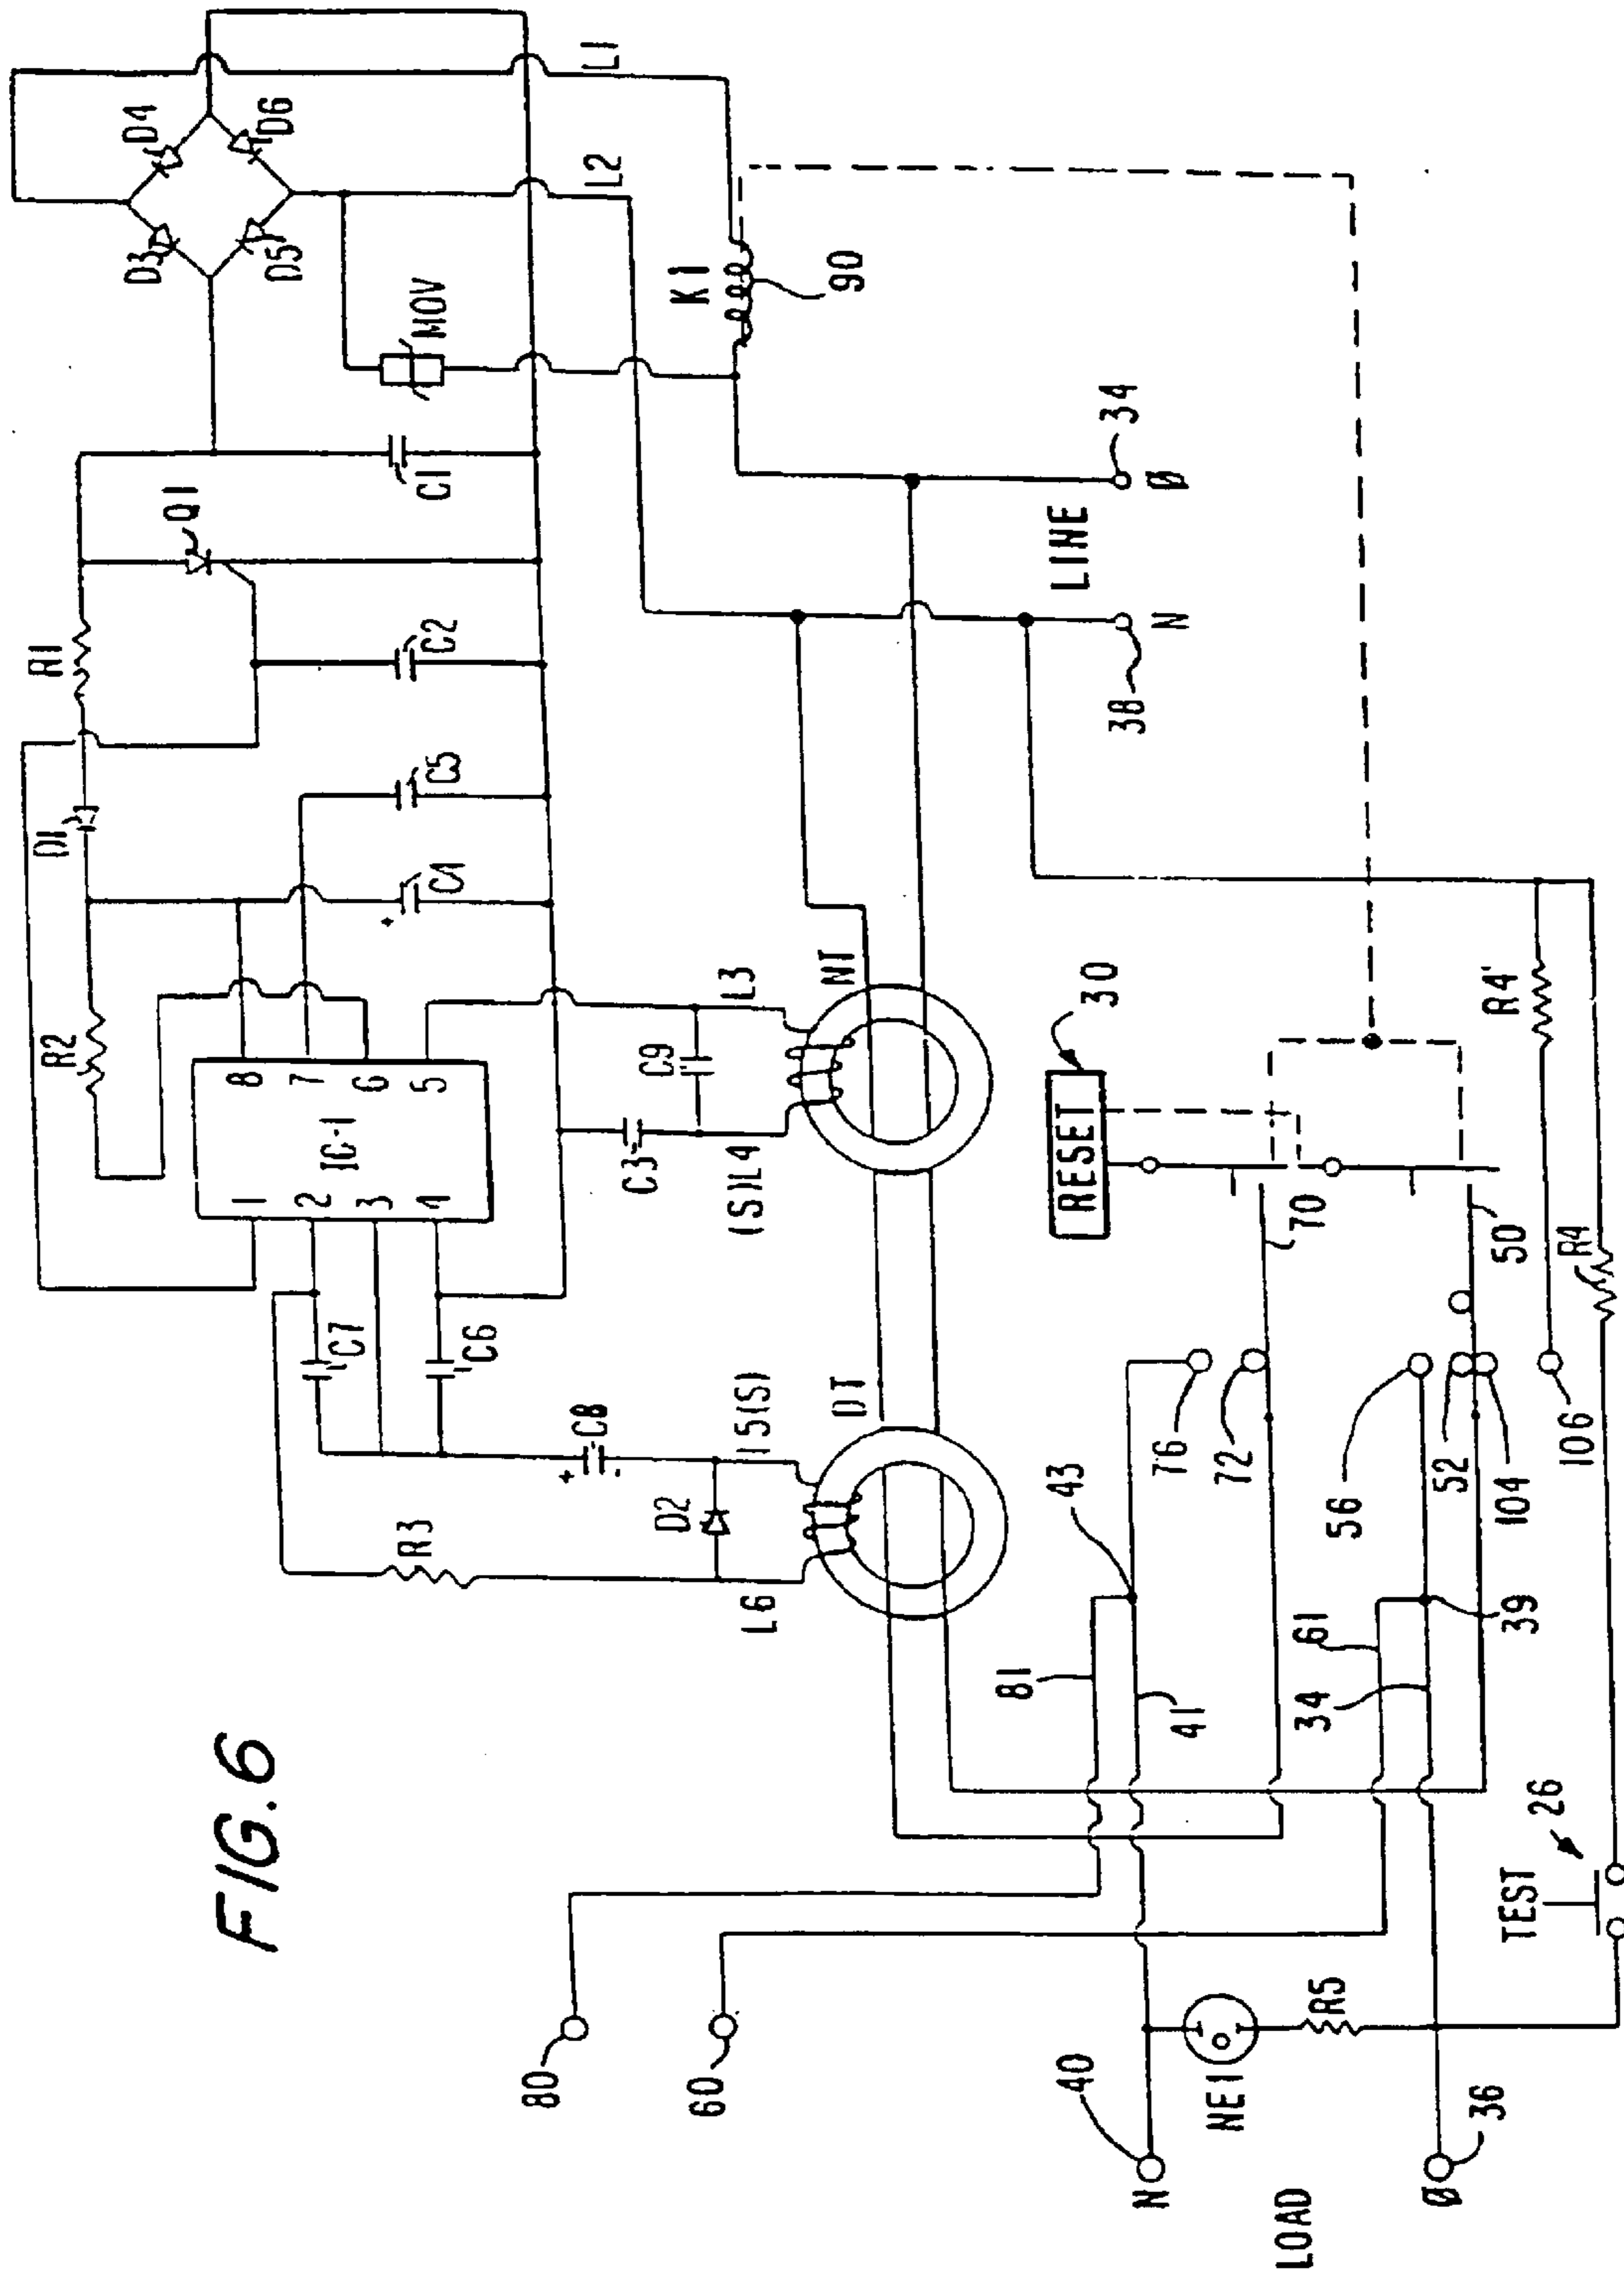 FIG. 6
R2
D1
R1
D3
D4
IC-1
1
2
3
4
8
7
6
5
Q1
C7
C6
C4
+
C5
C2
C1
MOV
D5
D6
R3
+
C8
-
80
60
D2
C3
C9
L2
L1
L6
15(S)
(S)L4
L3
K1
90
DT
NT
81
43
40
N
41
RESET
30
38
N
LINE
34
Ø
76
72
70
NE1
R5
LOAD
Ø
36
34
61
56
39
52
104
50
TEST
26
106
R4
R4'